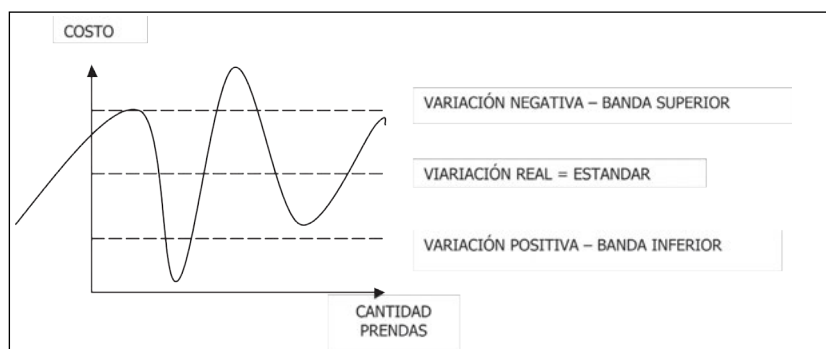 COSTO
VARIACIÓN NEGATIVA – BANDA SUPERIOR
VIARIACIÓN REAL = ESTANDAR
VARIACIÓN POSITIVA – BANDA INFERIOR
CANTIDAD
PRENDAS